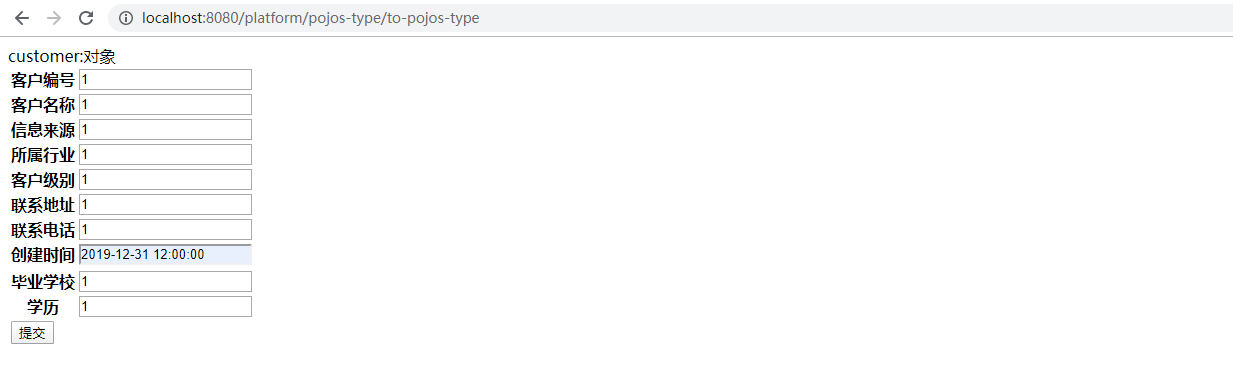 localhost:8080/platform/pojos-type/to-pojos-type
customer:对象
客户编号 1
客户名称 1
信息来源 1
所属行业 1
客户级别 1
联系地址 1
联系电话 1
创建时间 2019-12-31 12:00:00
毕业学校 1
学历 1
提交